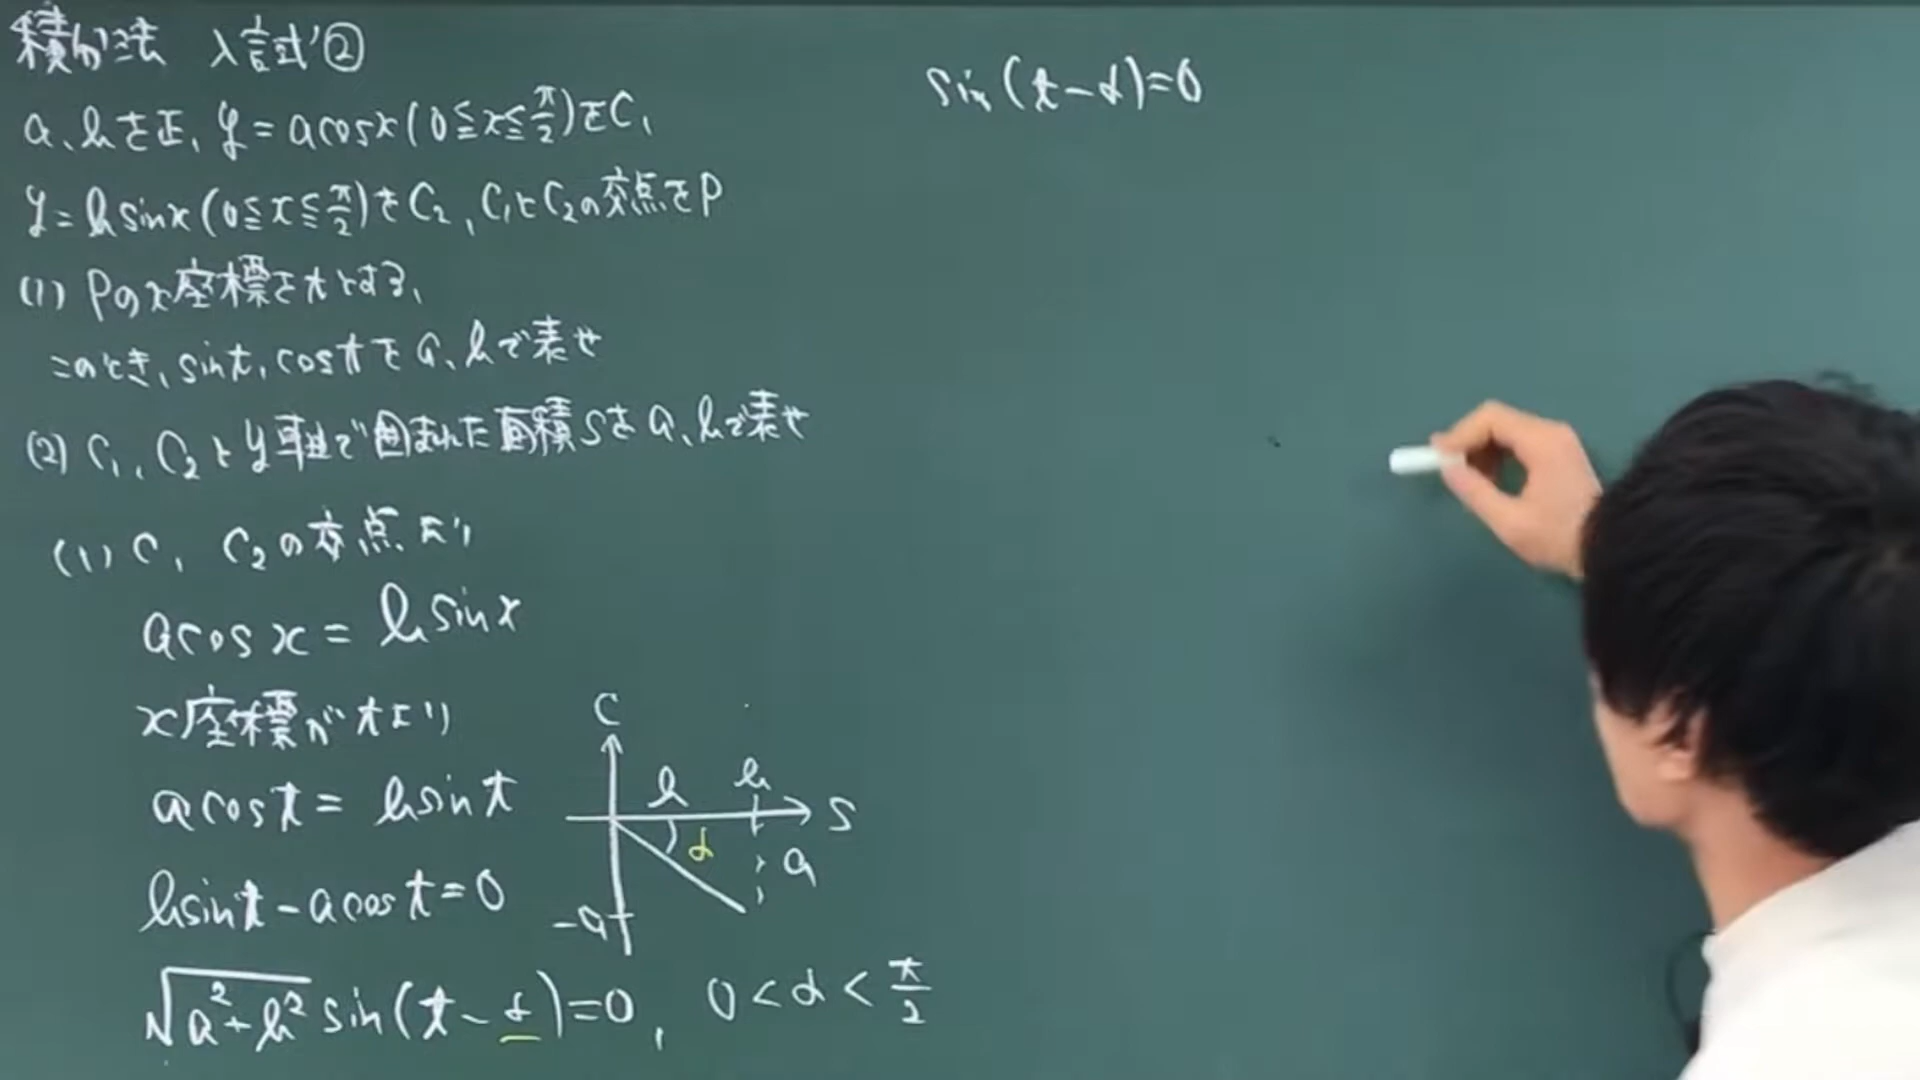 積分法 入試②
a、bを正、y=acosx(0≦x≦π/2)をC₁
y=bsinx(0≦x≦π/2)をC₂、C₁とC₂の交点をP
(1) Pのx座標をtとする、
このとき、sint、costをa、bで表せ
(2) C₁、C₂とy軸で囲まれた面積Sをa、bで表せ
(1) C₁ C₂の交点より
acosx=bsinx
x座標がtより
acost=bsint
bsint-acost=0
√(a²+b²)sin(t-α)=0, 0<α<π/2
C
b
b
S
α
a
-a
sin(t-α)=0